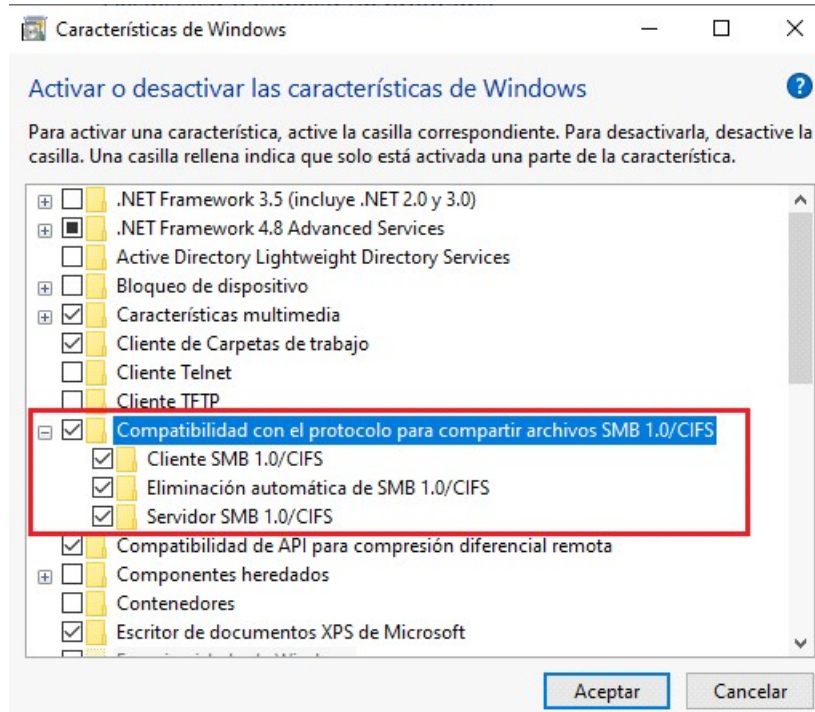 Características de Windows
Activar o desactivar las características de Windows
Para activar una característica, active la casilla correspondiente. Para desactivarla, desactive la
casilla. Una casilla rellena indica que solo está activada una parte de la característica.
.NET Framework 3.5 (incluye .NET 2.0 y 3.0)
.NET Framework 4.8 Advanced Services
Active Directory Lightweight Directory Services
Bloqueo de dispositivo
Características multimedia
Cliente de Carpetas de trabajo
Cliente Telnet
Cliente TFTP
Compatibilidad con el protocolo para compartir archivos SMB 1.0/CIFS
Cliente SMB 1.0/CIFS
Eliminación automática de SMB 1.0/CIFS
Servidor SMB 1.0/CIFS
Compatibilidad de API para compresión diferencial remota
Componentes heredados
Contenedores
Escritor de documentos XPS de Microsoft
Aceptar Cancelar